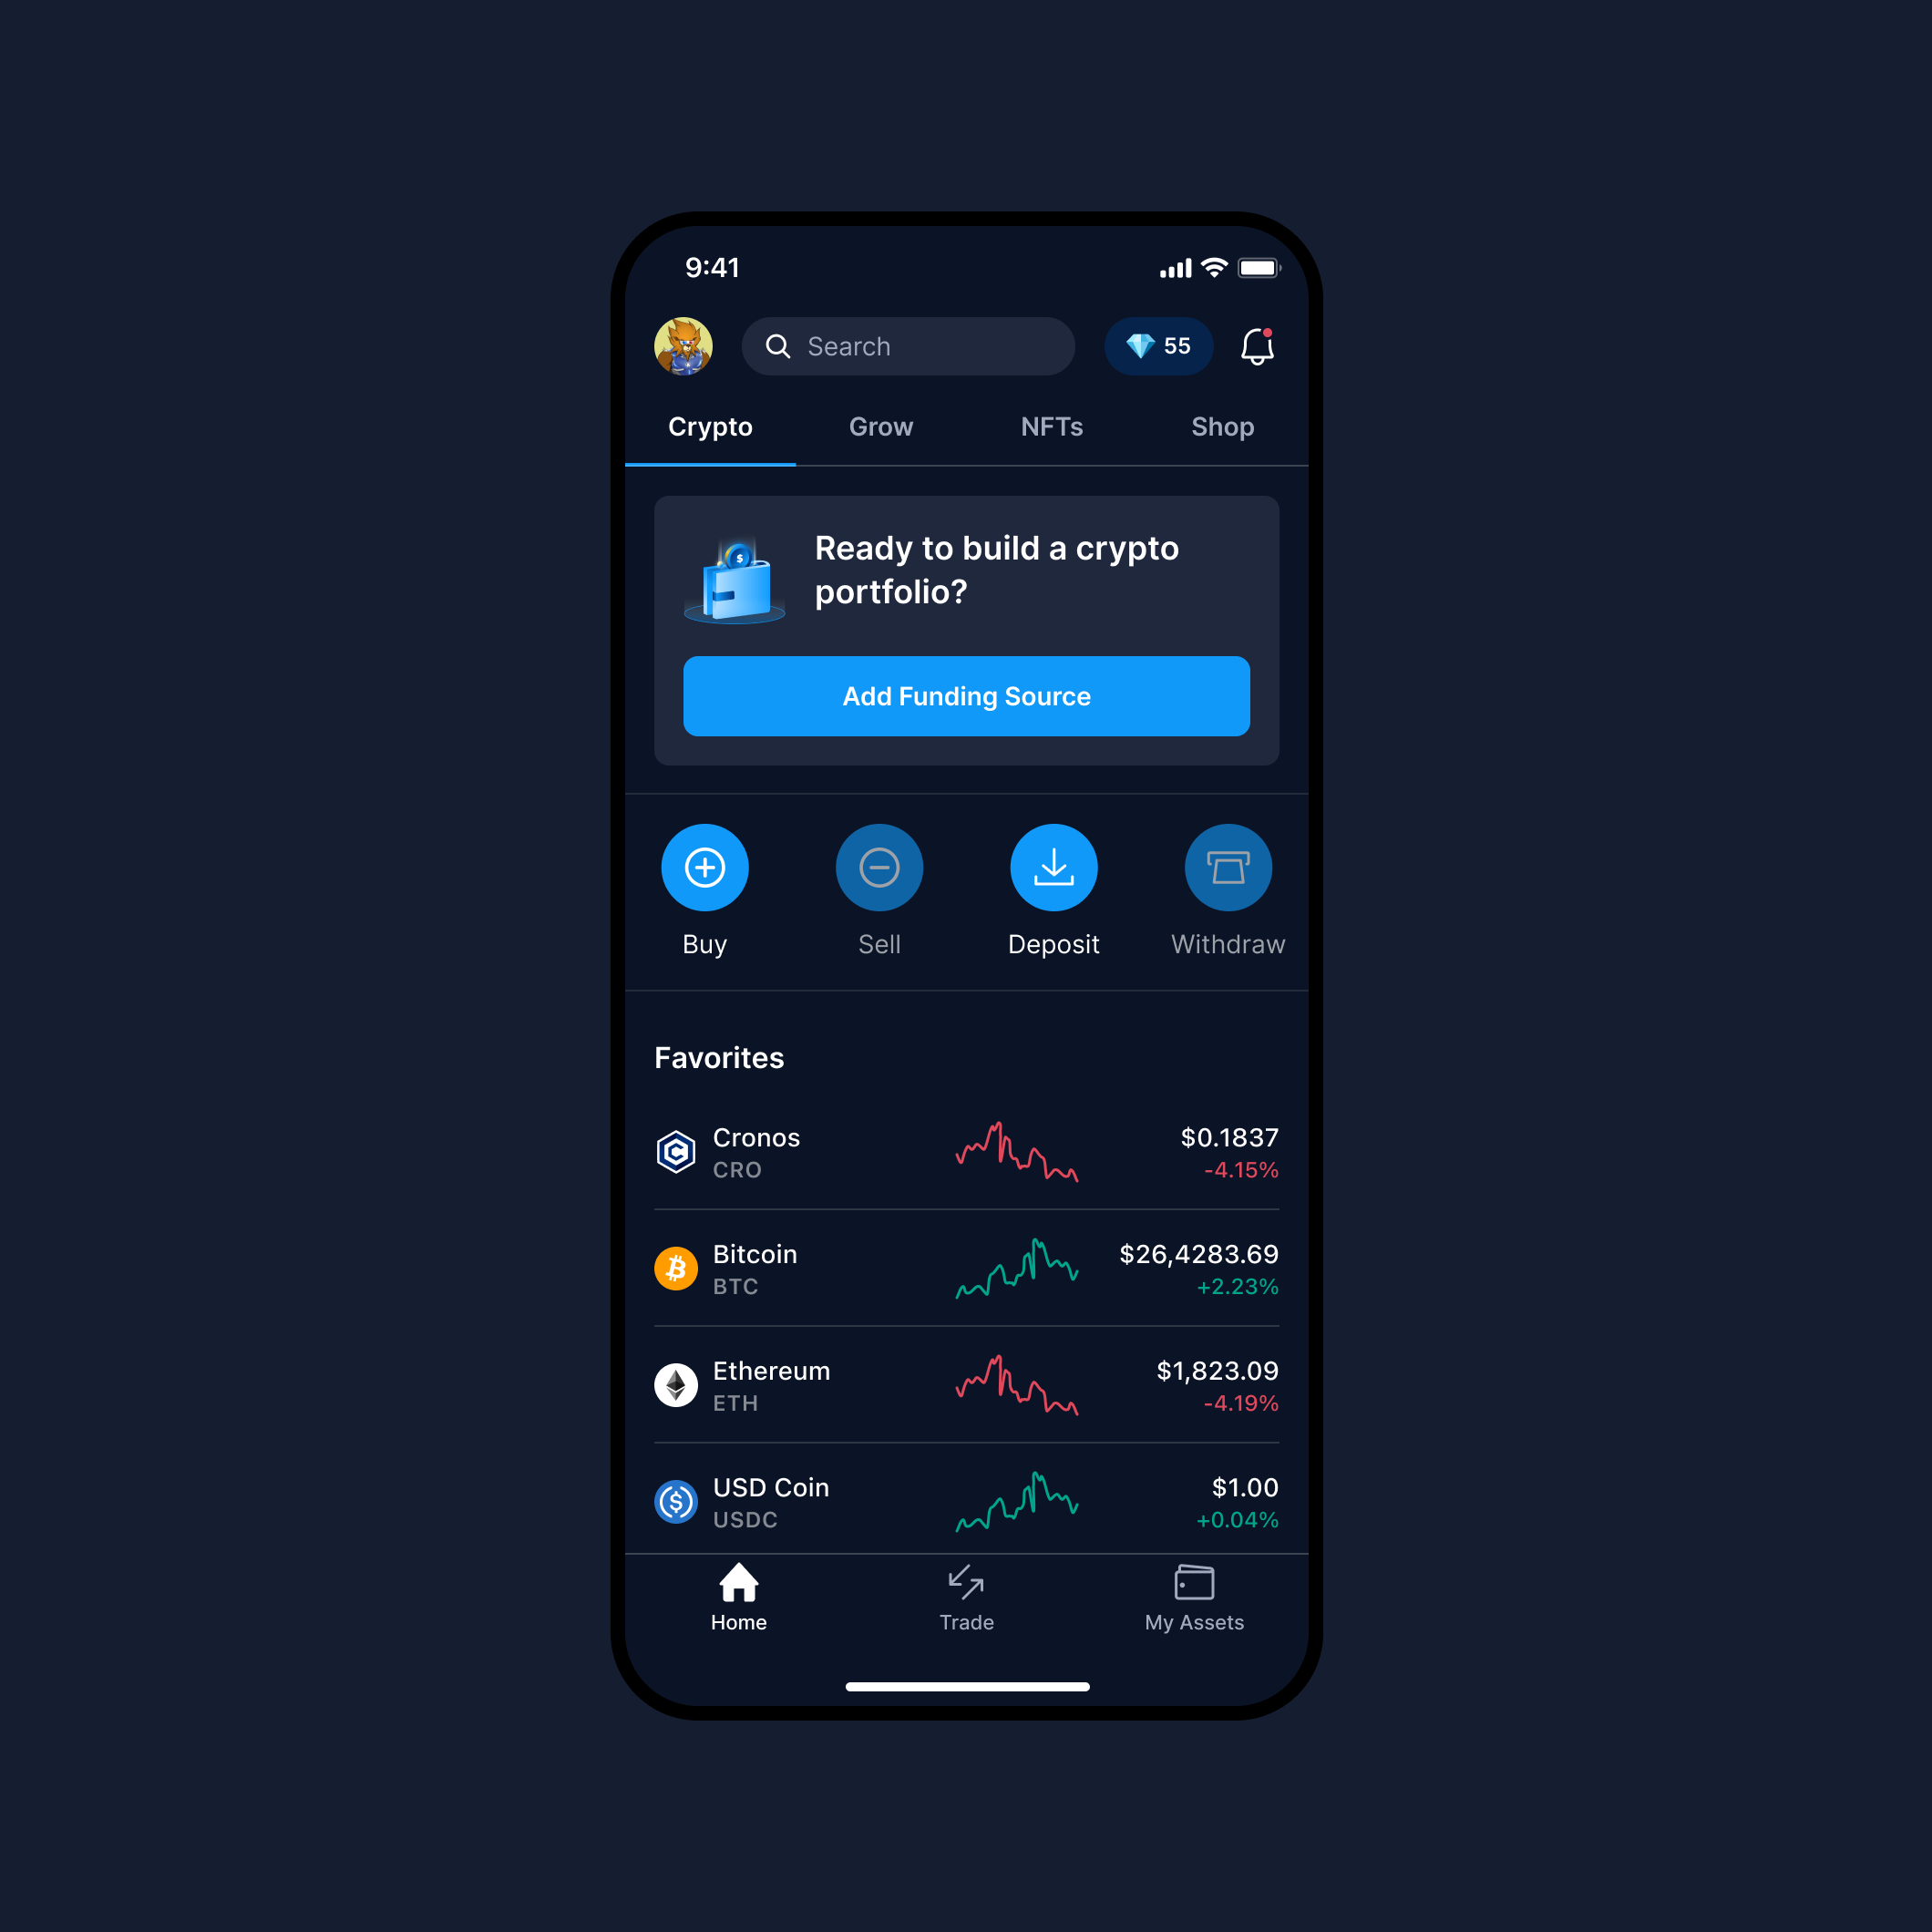 9:41
Search
55
Crypto Grow NFTs Shop
Ready to build a crypto
portfolio?
Add Funding Source
Buy Sell Deposit Withdraw
Favorites
Cronos $0.1837
CRO -4.15%
Bitcoin $26,4283.69
BTC +2.23%
Ethereum $1,823.09
ETH -4.19%
USD Coin $1.00
USDC +0.04%
Home Trade My Assets